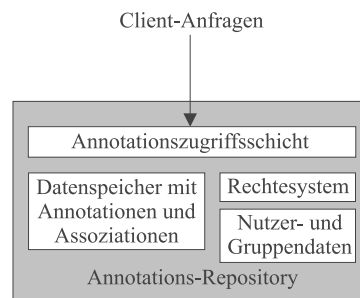 Client-Anfragen
Annotationszugriffsschicht
Datenspeicher mit
Annotationen und
Assoziationen
Rechtesystem
Nutzer- und
Gruppendaten
Annotations-Repository